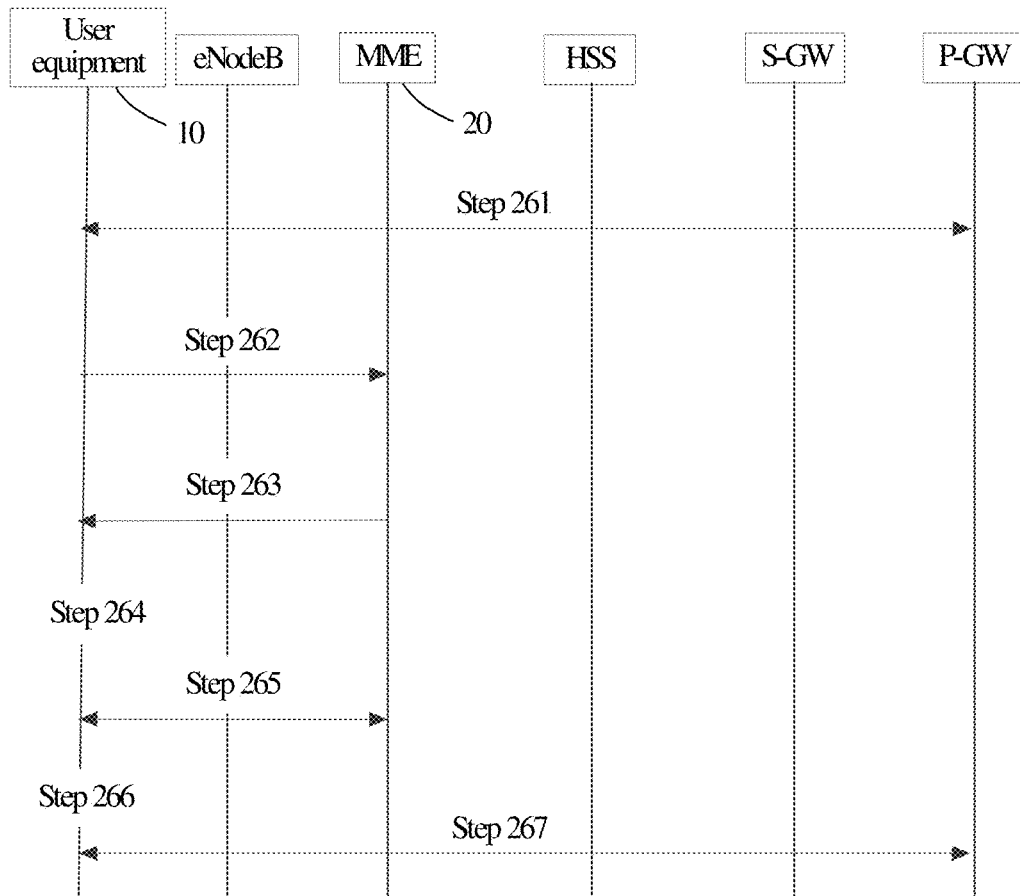 User
equipment
eNodeB
MME
HSS
S-GW
P-GW
10
20
Step 261
Step 262
Step 263
Step 264
Step 265
Step 266
Step 267